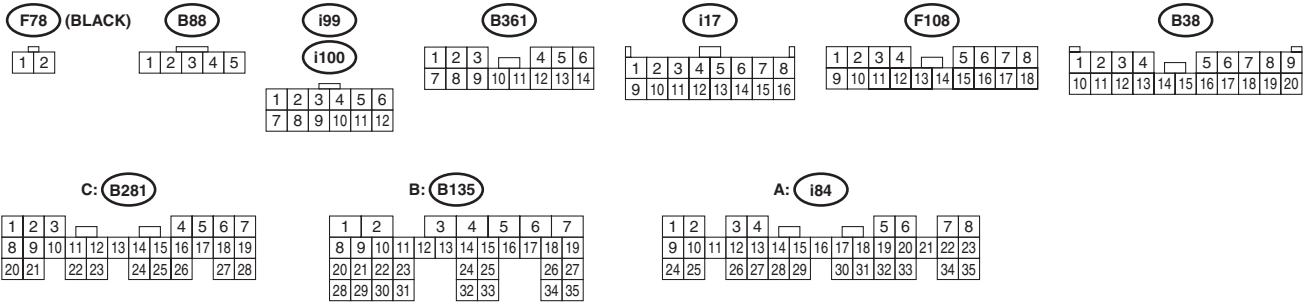 F78 (BLACK)
1 2
B88
1 2 3 4 5
i99
i100
1 2 3 4 5 6
7 8 9 10 11 12
B361
1 2 3 4 5 6
7 8 9 10 11 12 13 14
i17
1 2 3 4 5 6 7 8
9 10 11 12 13 14 15 16
F108
1 2 3 4 5 6 7 8
9 10 11 12 13 14 15 16 17 18
B38
1 2 3 4 5 6 7 8 9
10 11 12 13 14 15 16 17 18 19 20
C: B281
1 2 3 4 5 6 7
8 9 10 11 12 13 14 15 16 17 18 19
20 21 22 23 24 25 26 27 28
B: B135
1 2 3 4 5 6 7
8 9 10 11 12 13 14 15 16 17 18 19
20 21 22 23 24 25 26 27
28 29 30 31 32 33 34 35
A: i84
1 2 3 4 5 6 7 8
9 10 11 12 13 14 15 16 17 18 19 20 21 22 23
24 25 26 27 28 29 30 31 32 33 34 35